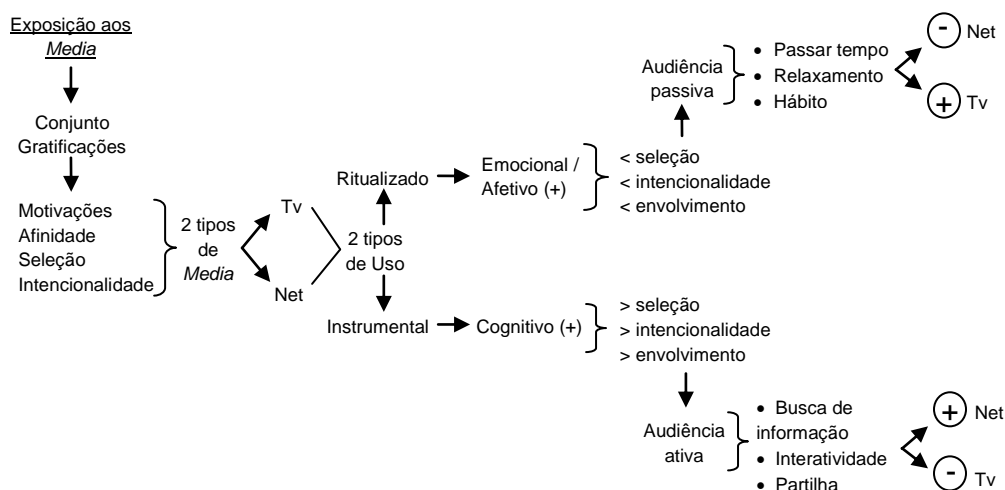 Exposição aos
Media
Conjunto
Gratificações
Motivações
Afinidade
Seleção
Intencionalidade
2 tipos
de
Media
Tv
Net
2 tipos
de Uso
Ritualizado
Emocional /
Afetivo (+)
< seleção
< intencionalidade
< envolvimento
Audiência
passiva
• Passar tempo
• Relaxamento
• Hábito
- Net
+ Tv
Instrumental
Cognitivo (+)
> seleção
> intencionalidade
> envolvimento
Audiência
ativa
• Busca de
informação
• Interatividade
• Partilha
+ Net
- Tv